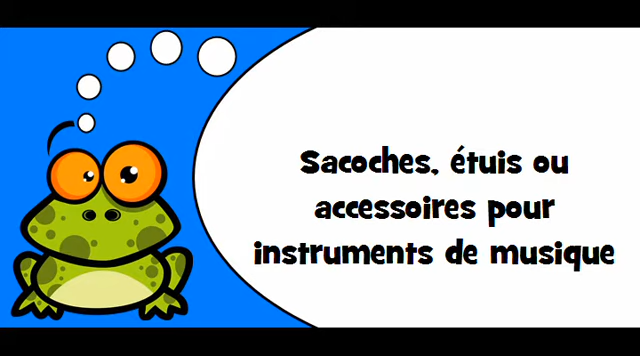 Sacoches, étuis ou
accessoires pour
instruments de musique